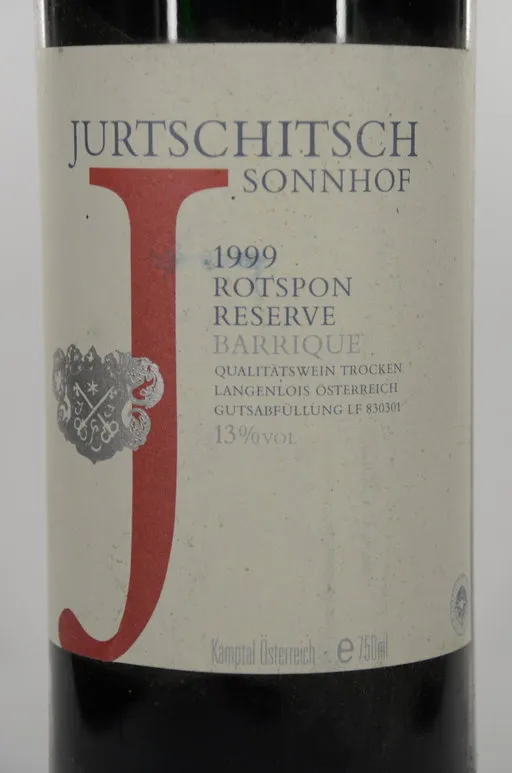 JURTSCHITSCH
SONNHOF
J
1999
ROTSPON
RESERVE
BARRIQUE
QUALITÄTSWEIN TROCKEN
LANGENLOIS ÖSTERREICH
GUTSABFÜLLUNG LF 830301
13%VOL
Kamptal Österreich - e 750ml